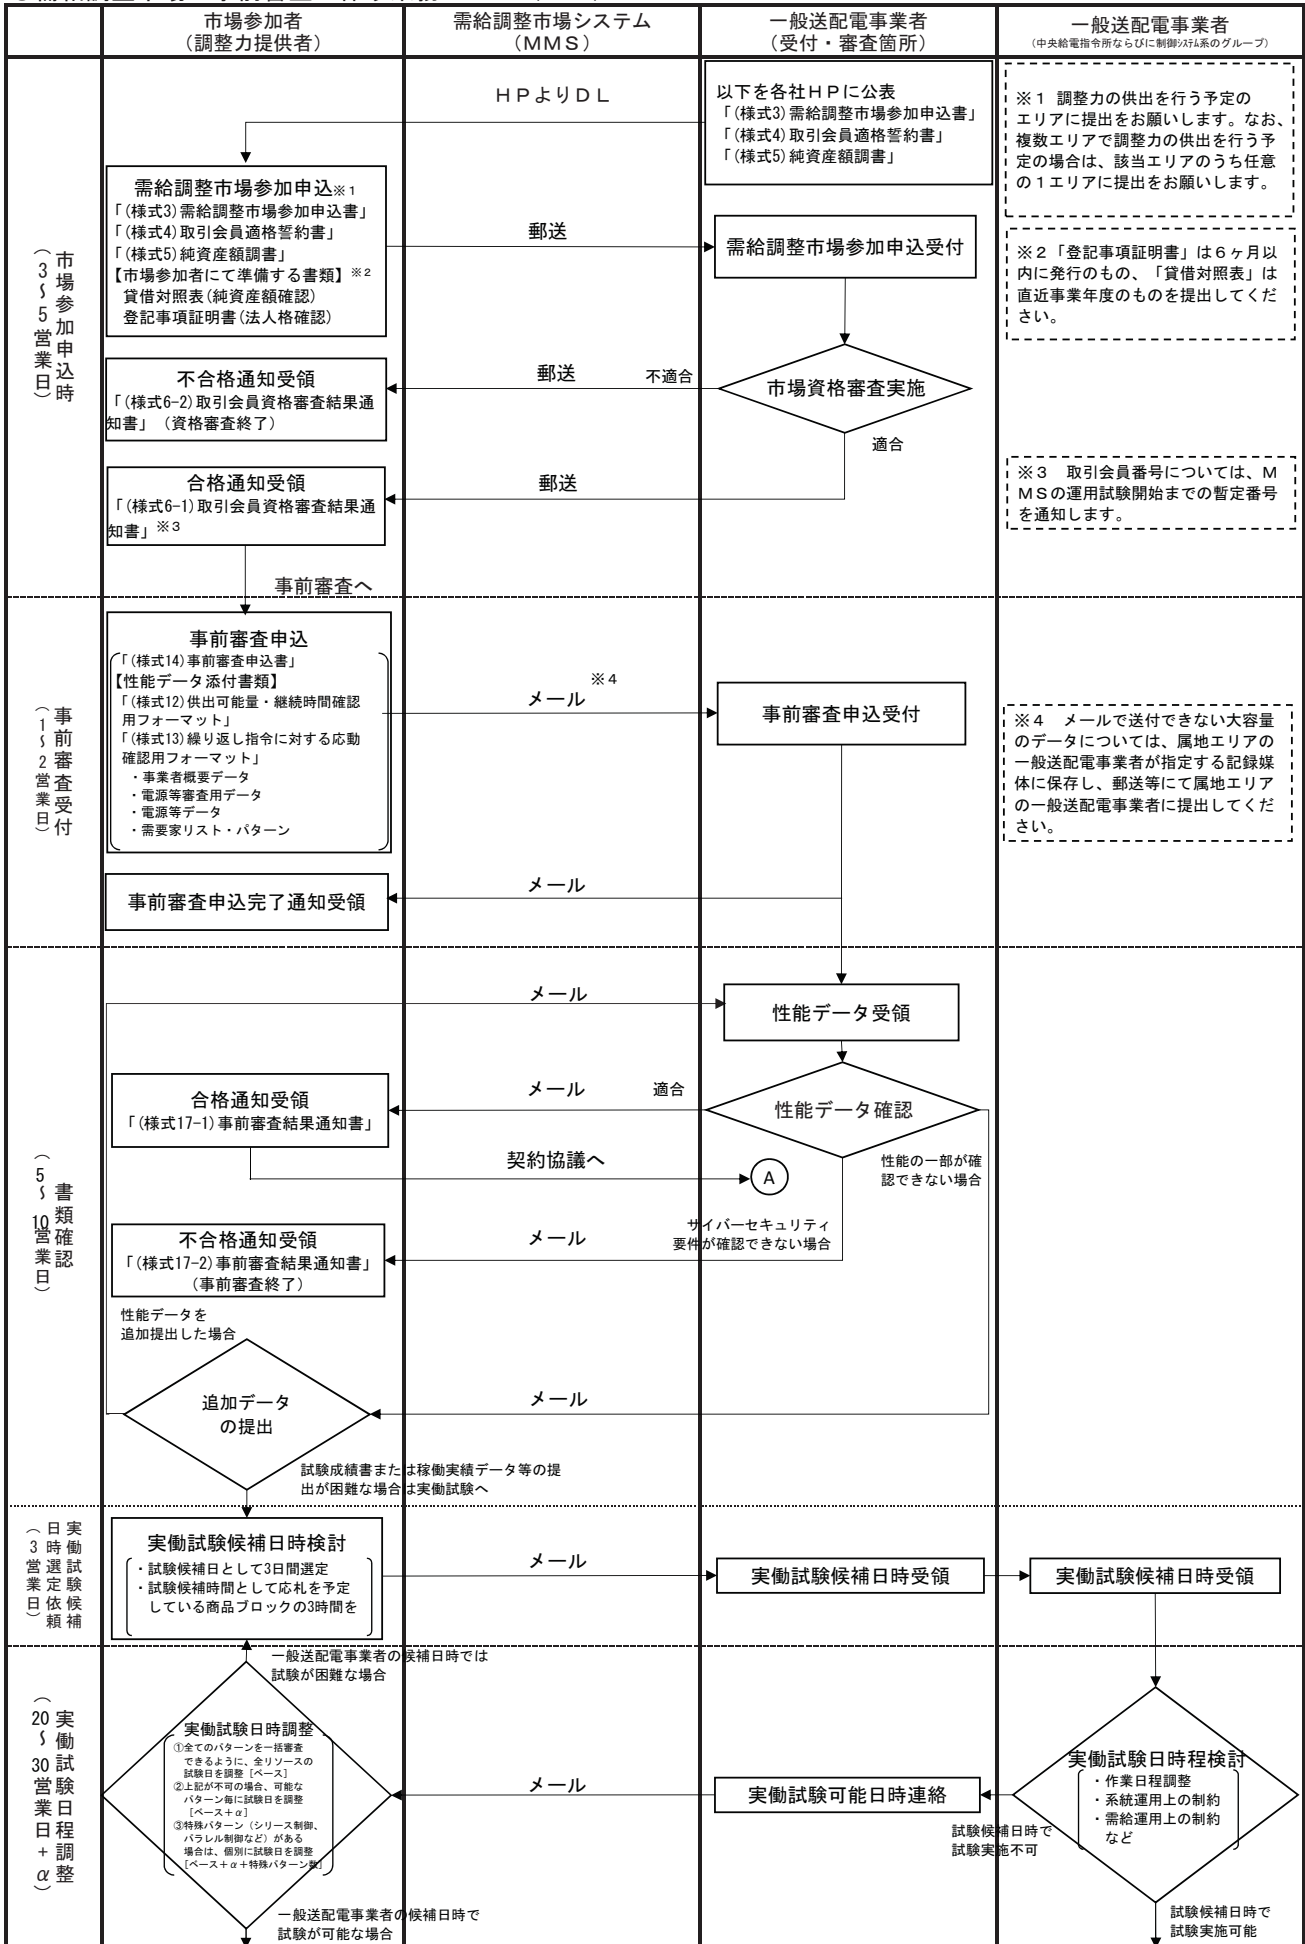 市場参加者
(調整力提供者)
需給調整市場システム
(ＭＭＳ)
一般送配電事業者
(受付・審査箇所)
一般送配電事業者
(中央給電指令所ならびに制御ｼｽﾃﾑ系のグループ)
市場参加申込時
(3～5営業日)
ＨＰよりＤＬ
以下を各社ＨＰに公表
「(様式3)需給調整市場参加申込書」
「(様式4)取引会員適格誓約書」
「(様式5)純資産額調書」
※1 調整力の供出を行う予定の
エリアに提出をお願いします。なお、
複数エリアで調整力の供出を行う予
定の場合は、該当エリアのうち任意
の1エリアに提出をお願いします。
需給調整市場参加申込※1
「(様式3)需給調整市場参加申込書」
「(様式4)取引会員適格誓約書」
「(様式5)純資産額調書」
【市場参加者にて準備する書類】※2
貸借対照表(純資産額確認)
登記事項証明書(法人格確認)
郵送
需給調整市場参加申込受付
※2「登記事項証明書」は6ヶ月以
内に発行のもの、「貸借対照表」は
直近事業年度のものを提出してくだ
さい。
不合格通知受領
「(様式6-2)取引会員資格審査結果通
知書」（資格審査終了）
郵送
不適合
市場資格審査実施
適合
合格通知受領
「(様式6-1)取引会員資格審査結果通
知書」※3
郵送
※3　取引会員番号については、Ｍ
ＭＳの運用試験開始までの暫定番号
を通知します。
事前審査へ
事前審査受付
(1～2営業日)
事前審査申込
「(様式14)事前審査申込書」
【性能データ添付書類】
「(様式12)供出可能量・継続時間確認
用フォーマット」
「(様式13)繰り返し指令に対する応動
確認用フォーマット」
・事業者概要データ
・電源等審査用データ
・電源等データ
・需要家リスト・パターン
※4
メール
事前審査申込受付
※4　メールで送付できない大容量
のデータについては、属地エリアの
一般送配電事業者が指定する記録媒
体に保存し、郵送等にて属地エリア
の一般送配電事業者に提出してくだ
さい。
事前審査申込完了通知受領
メール
書類確認
(5～10営業日)
メール
性能データ受領
合格通知受領
「(様式17-1)事前審査結果通知書」
メール
適合
性能データ確認
契約協議へ
A
性能の一部が確
認できない場合
サイバーセキュリティ
要件が確認できない場合
不合格通知受領
「(様式17-2)事前審査結果通知書」
(事前審査終了)
メール
性能データを
追加提出した場合
追加データ
の提出
メール
試験成績書または稼働実績データ等の提
出が困難な場合は実働試験へ
実働試験候補
日時選定依頼
(3営業日)
実働試験候補日時検討
・試験候補日として3日間選定
・試験候補時間として応札を予定
している商品ブロックの3時間を
メール
実働試験候補日時受領
実働試験候補日時受領
実働試験日程調整
(20～30営業日+α)
一般送配電事業者の候補日時では
試験が困難な場合
実働試験日時調整
①全てのパターンを一括審査
できるように、全リソースの
試験日を調整［ベース］
②上記が不可の場合、可能な
パターン毎に試験日を調整
［ベース＋α］
③特殊パターン（シリース制御、
パラレル制御など）がある
場合は、個別に試験日を調整
［ベース＋α＋特殊パターン数］
メール
実働試験可能日時連絡
実働試験日時程検討
・作業日程調整
・系統運用上の制約
・需給運用上の制約
など
試験候補日時で
試験実施不可
一般送配電事業者の候補日時で
試験が可能な場合
試験候補日時で
試験実施可能